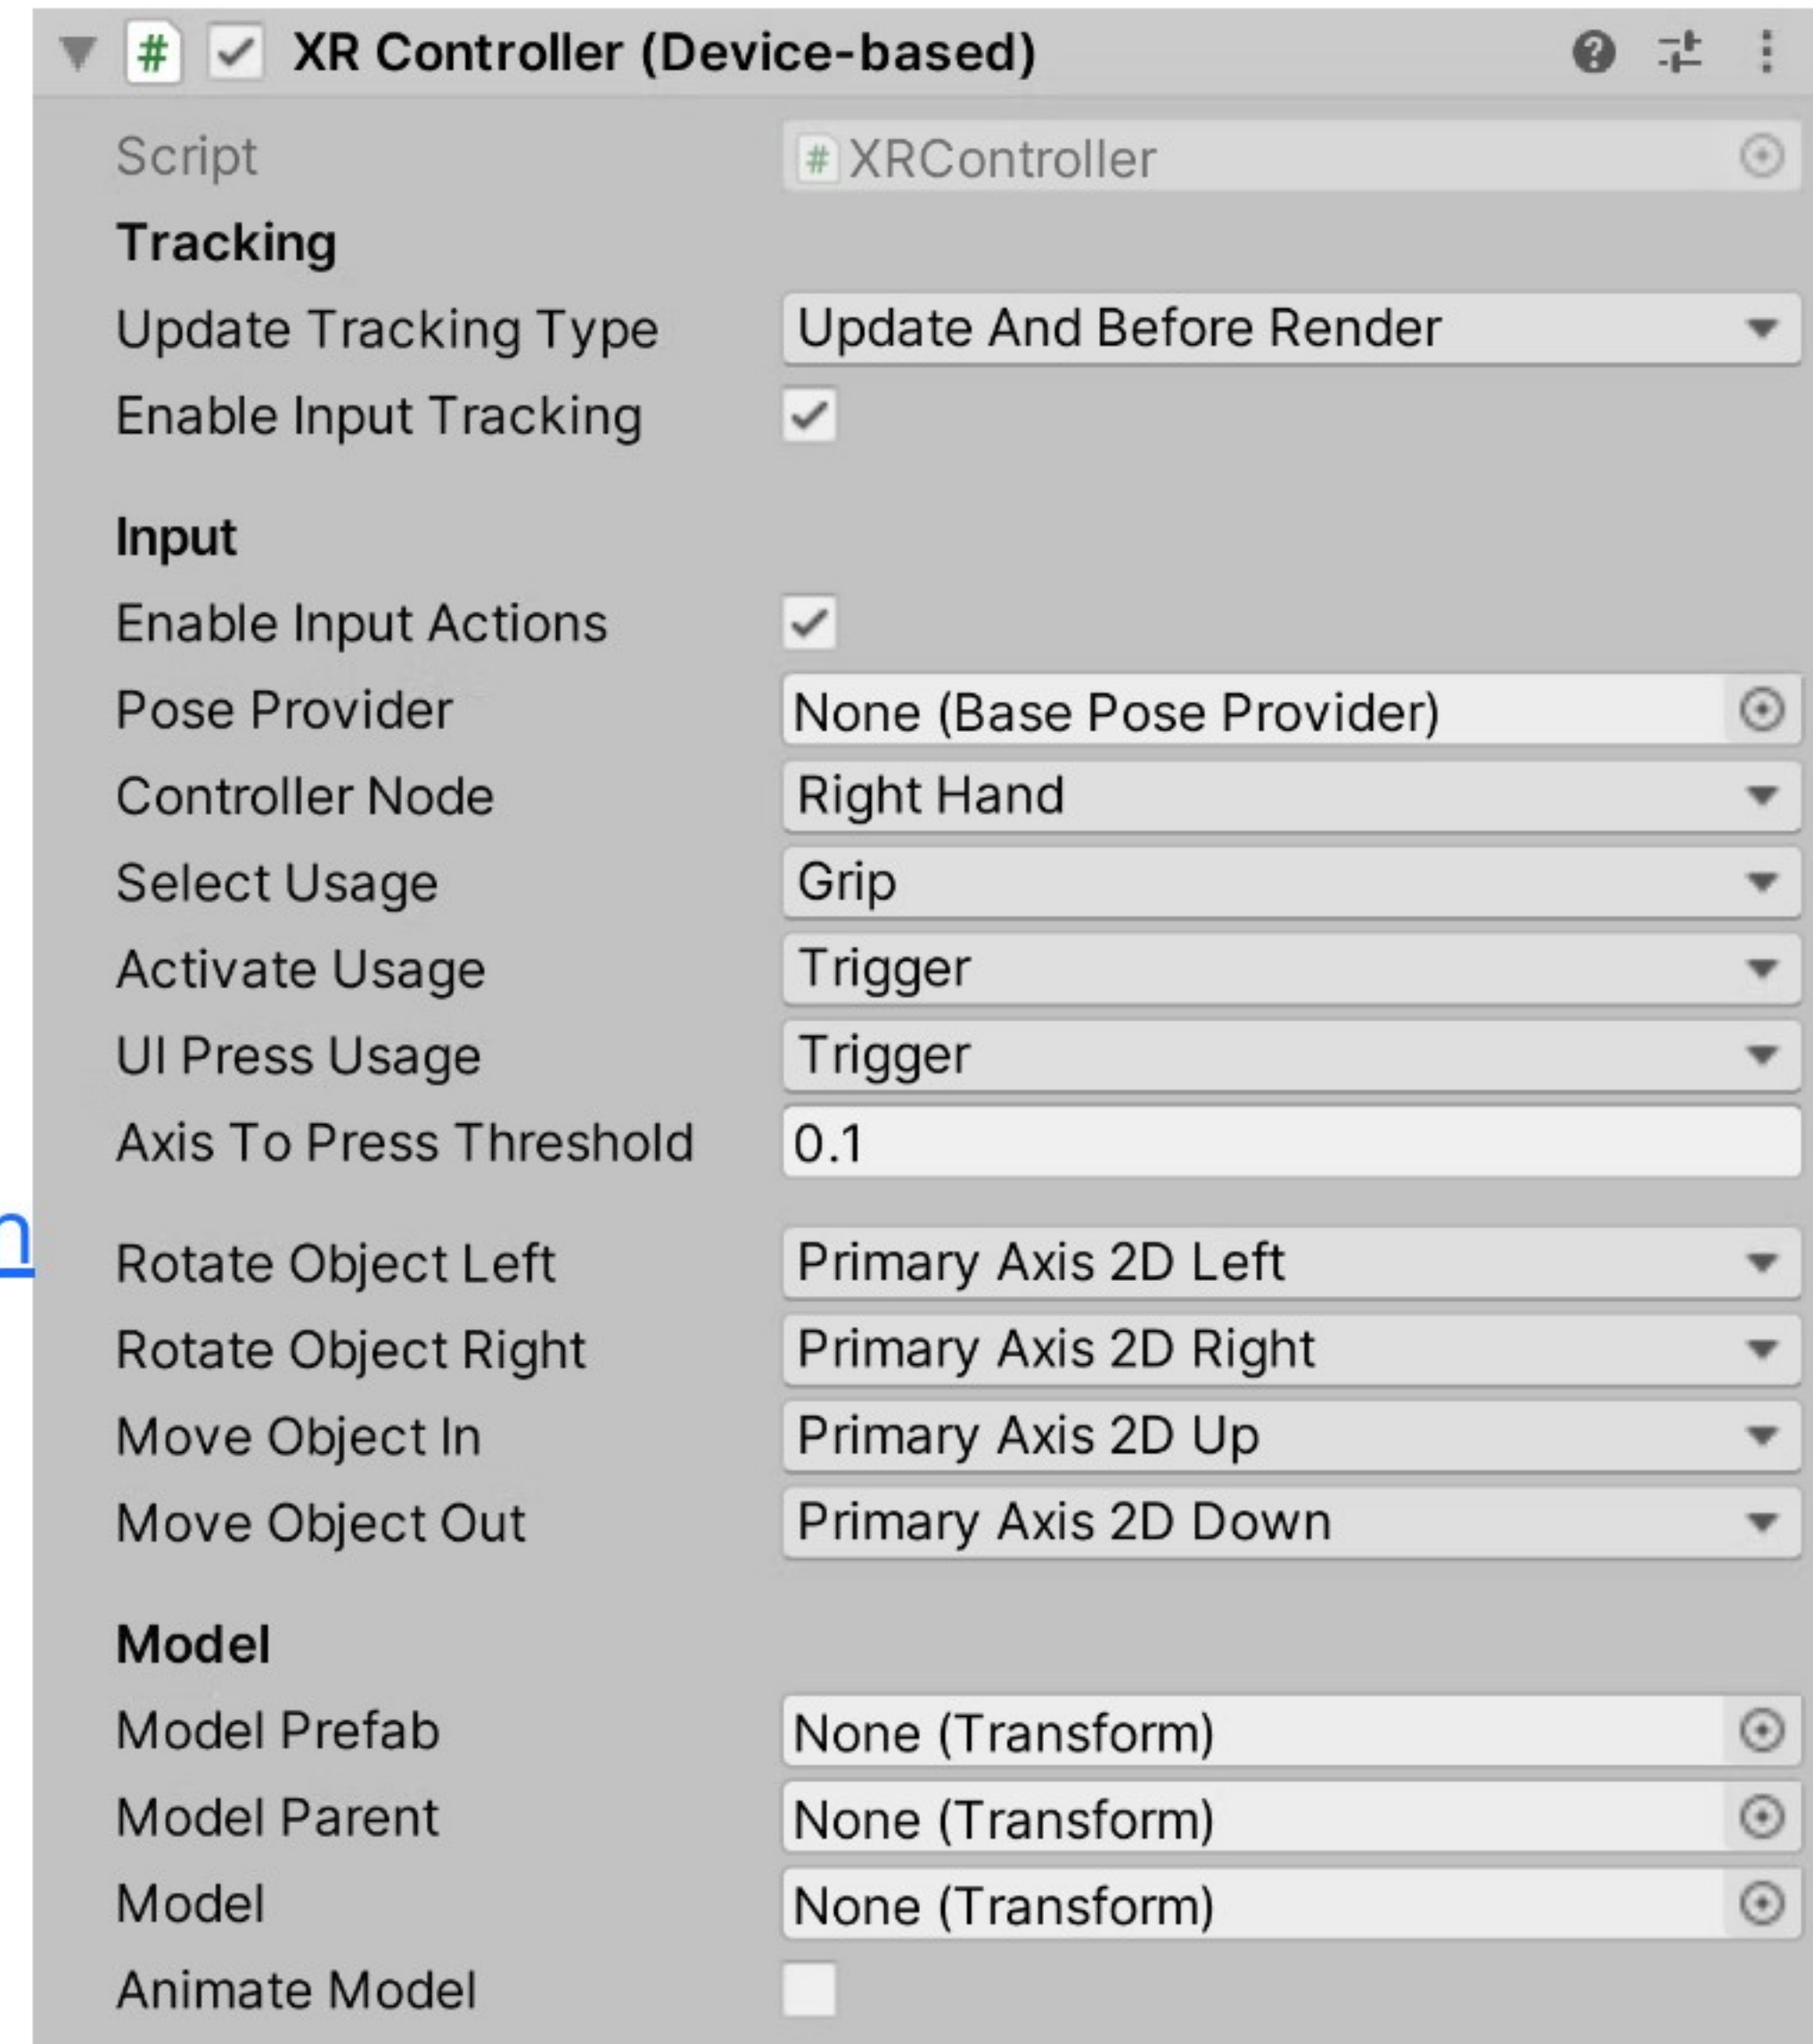 XR Controller (Device-based)
Script # XRController
Tracking
Update Tracking Type Update And Before Render
Enable Input Tracking
Input
Enable Input Actions
Pose Provider None (Base Pose Provider)
Controller Node Right Hand
Select Usage Grip
Activate Usage Trigger
UI Press Usage Trigger
Axis To Press Threshold 0.1
n
Rotate Object Left Primary Axis 2D Left
Rotate Object Right Primary Axis 2D Right
Move Object In Primary Axis 2D Up
Move Object Out Primary Axis 2D Down
Model
Model Prefab None (Transform)
Model Parent None (Transform)
Model None (Transform)
Animate Model